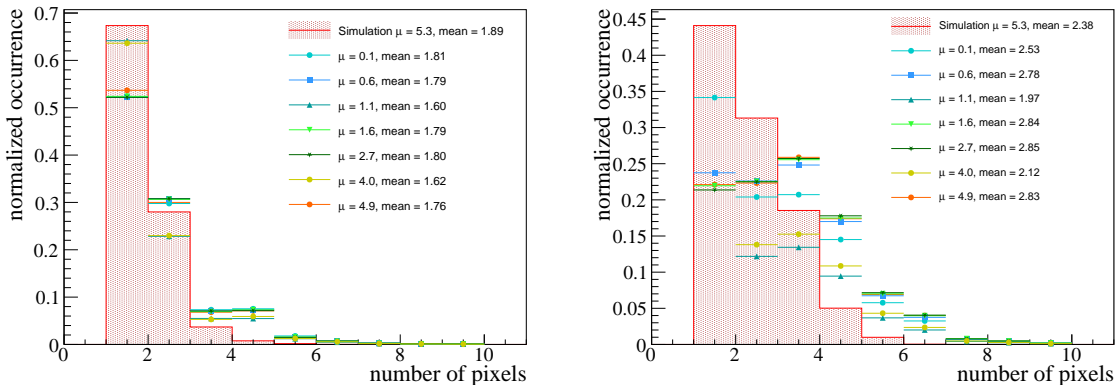 normalized occurrence
0.7
0.6
0.5
0.4
0.3
0.2
0.1
0
0 2 4 6 8 10
number of pixels
Simulation μ = 5.3, mean = 1.89
μ = 0.1, mean = 1.81
μ = 0.6, mean = 1.79
μ = 1.1, mean = 1.60
μ = 1.6, mean = 1.79
μ = 2.7, mean = 1.80
μ = 4.0, mean = 1.62
μ = 4.9, mean = 1.76
normalized occurrence
0.45
0.4
0.35
0.3
0.25
0.2
0.15
0.1
0.05
0
0 2 4 6 8 10
number of pixels
Simulation μ = 5.3, mean = 2.38
μ = 0.1, mean = 2.53
μ = 0.6, mean = 2.78
μ = 1.1, mean = 1.97
μ = 1.6, mean = 2.84
μ = 2.7, mean = 2.85
μ = 4.0, mean = 2.12
μ = 4.9, mean = 2.83